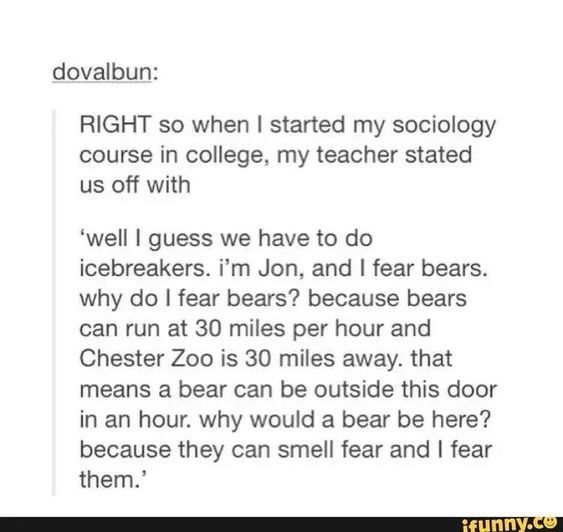 dovalbun:
RIGHT so when I started my sociology
course in college, my teacher stated
us off with
‘well I guess we have to do
icebreakers. i'm Jon, and I fear bears.
why do I fear bears? because bears
can run at 30 miles per hour and
Chester Zoo is 30 miles away. that
means a bear can be outside this door
in an hour. why would a bear be here?
because they can smell fear and I fear
them.’
ifunny.co